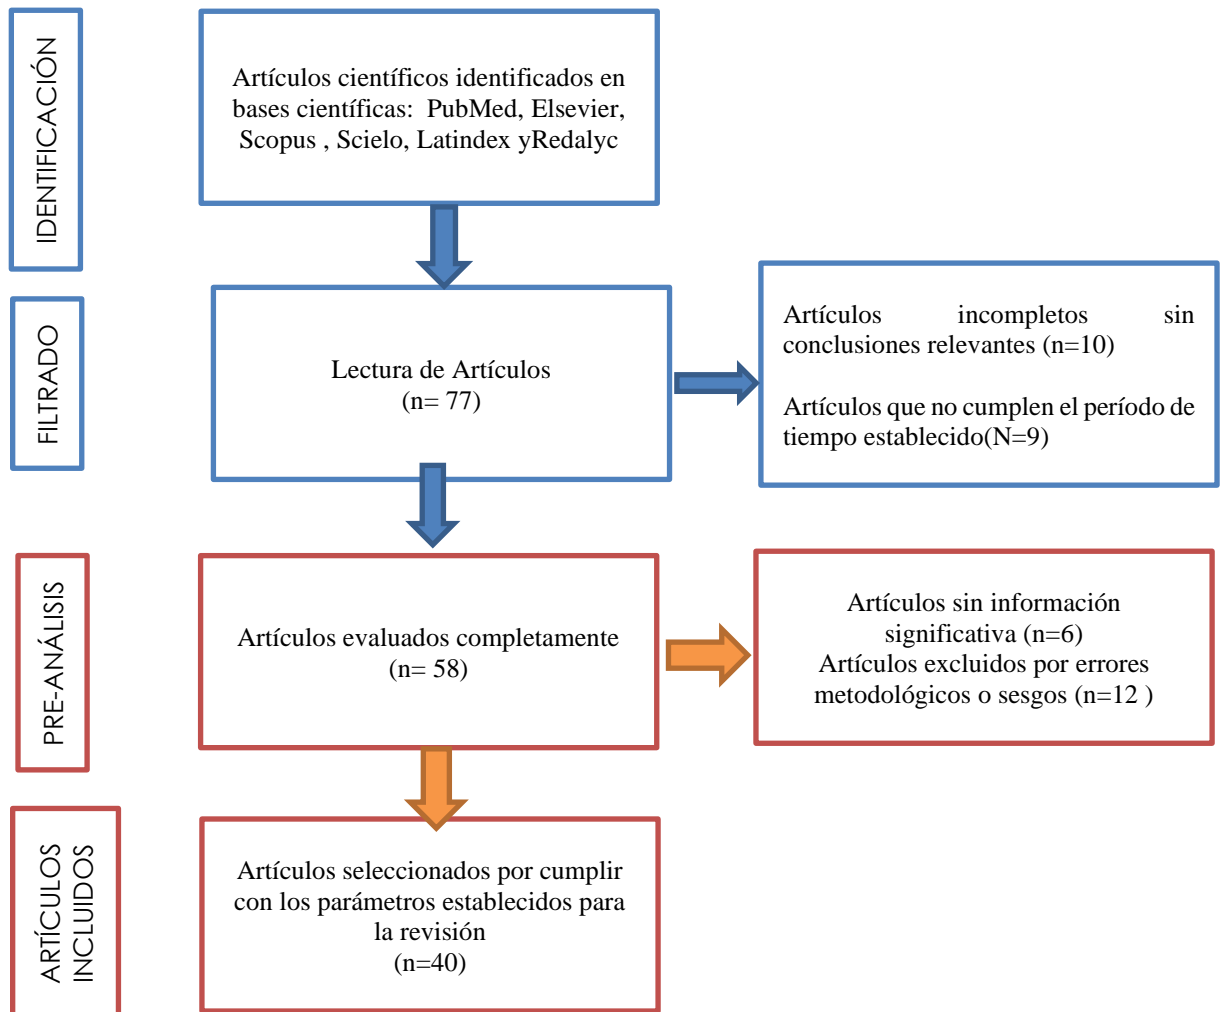 IDENTIFICACIÓN
Artículos científicos identificados en
bases científicas: PubMed, Elsevier,
Scopus , Scielo, Latindex yRedalyc
FILTRADO
Lectura de Artículos
(n= 77)
Artículos incompletos sin
conclusiones relevantes (n=10)
Artículos que no cumplen el período de
tiempo establecido(N=9)
PRE-ANÁLISIS
Artículos evaluados completamente
(n= 58)
Artículos sin información
significativa (n=6)
Artículos excluidos por errores
metodológicos o sesgos (n=12 )
ARTÍCULOS
INCLUIDOS
Artículos seleccionados por cumplir
con los parámetros establecidos para
la revisión
(n=40)